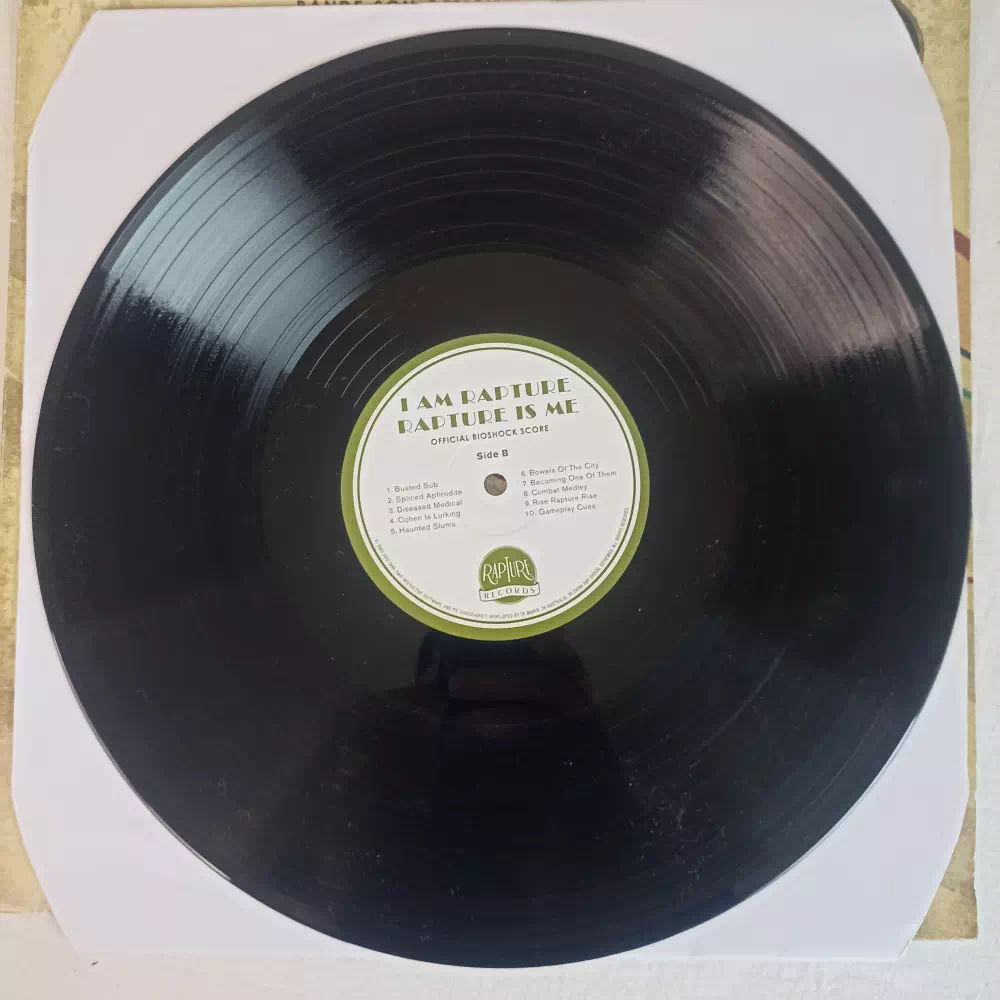 I AM RAPTURE
RAPTURE IS ME
OFFICIAL BIOSHOCK SCORE
Side B
1. Busted Sub
2. Spliced Aphrodite
3. Diseased Medical
4. Cohen Is Lurking
5. Haunted Slums
6. Bowels Of The City
7. Becoming One Of Them
8. Combat Medley
9. Rise Rapture Rise
10. Gameplay Cues
RAPTURE
RECORDS